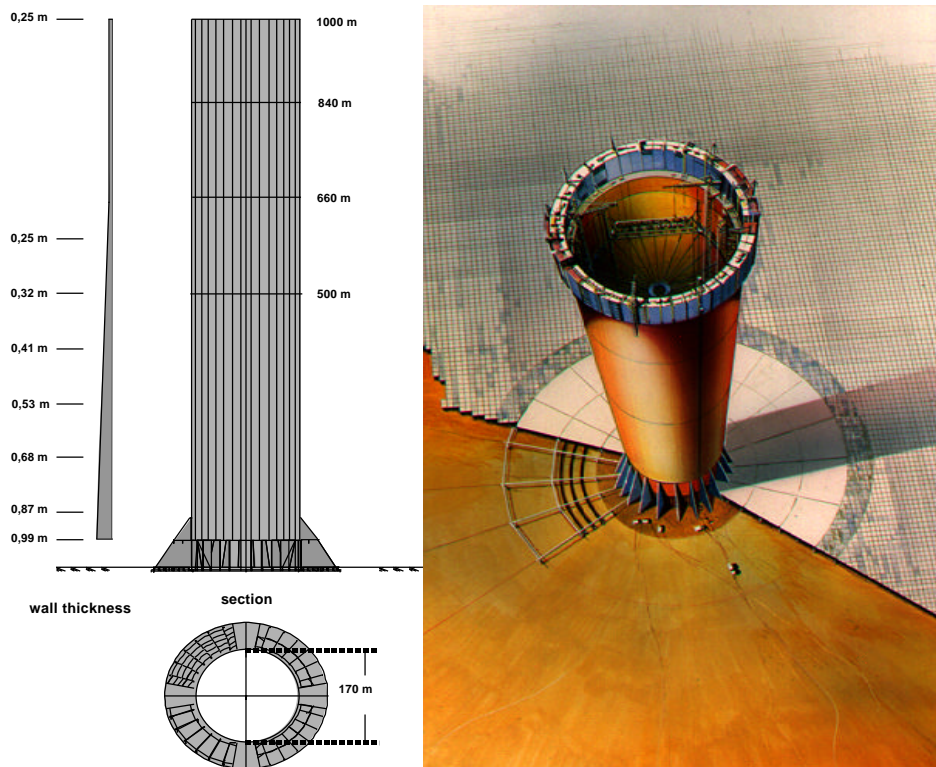 0,25 m
1000 m
840 m
660 m
0,25 m
0,32 m
500 m
0,41 m
0,53 m
0,68 m
0,87 m
0,99 m
wall thickness
section
170 m